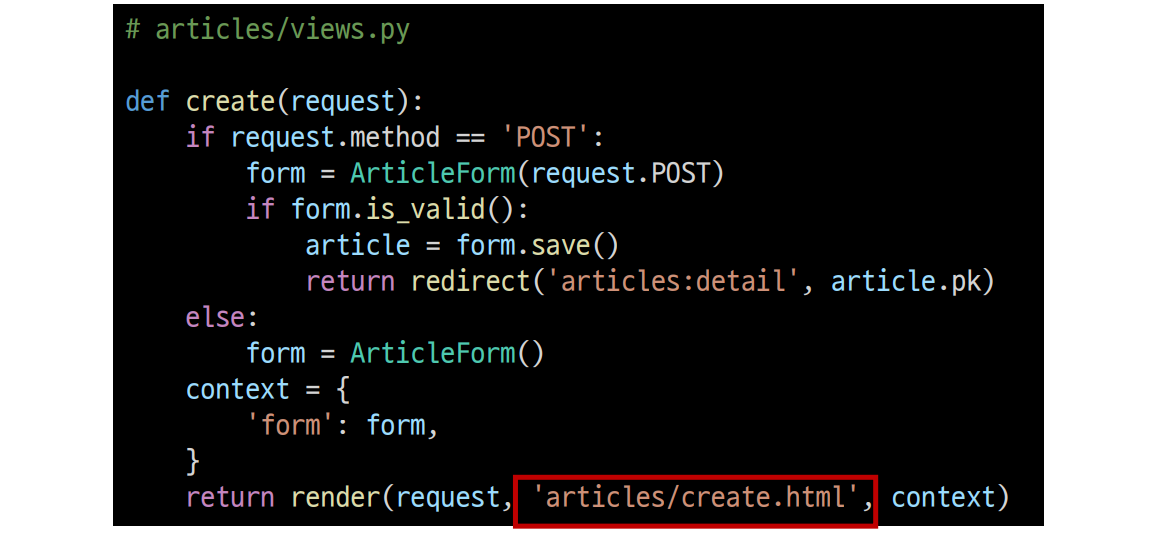 # articles/views.py
def create(request):
    if request.method == 'POST':
        form = ArticleForm(request.POST)
        if form.is_valid():
            article = form.save()
            return redirect('articles:detail', article.pk)
    else:
        form = ArticleForm()
    context = {
        'form': form,
    }
    return render(request, 'articles/create.html', context)